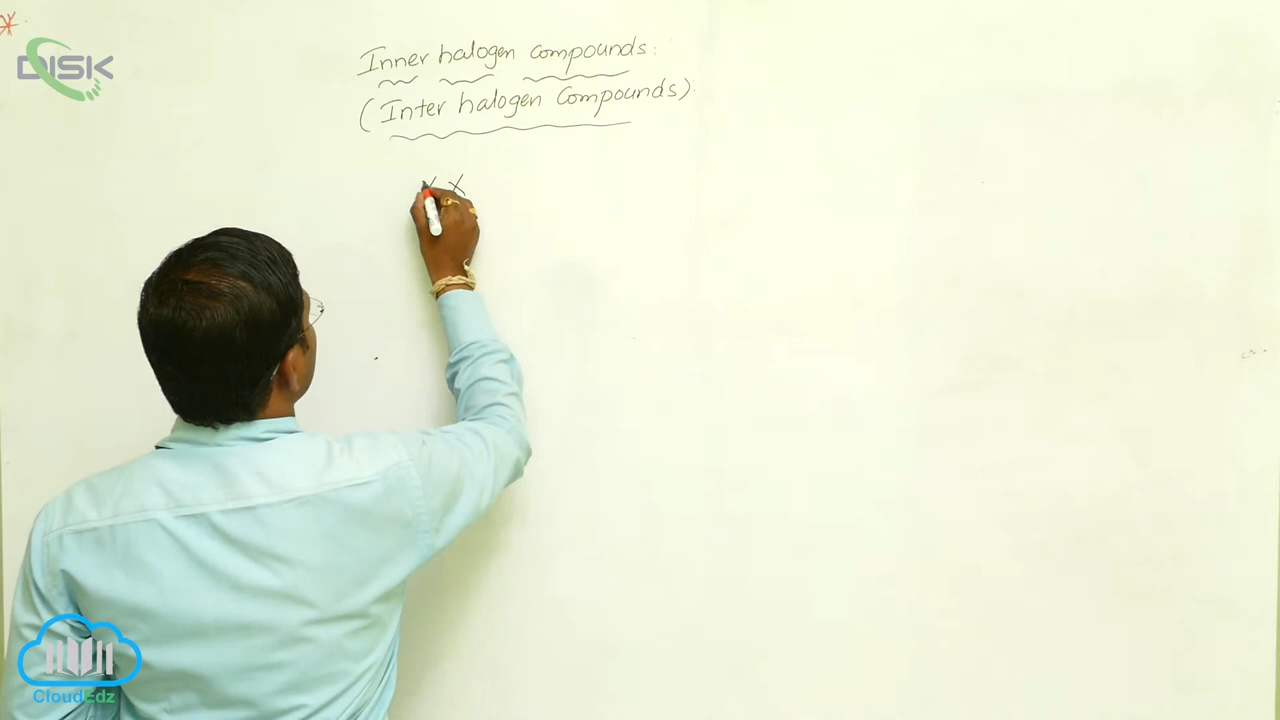 *
DISK
Inner halogen compounds:
(Inter halogen Compounds):
X X
CloudEdz